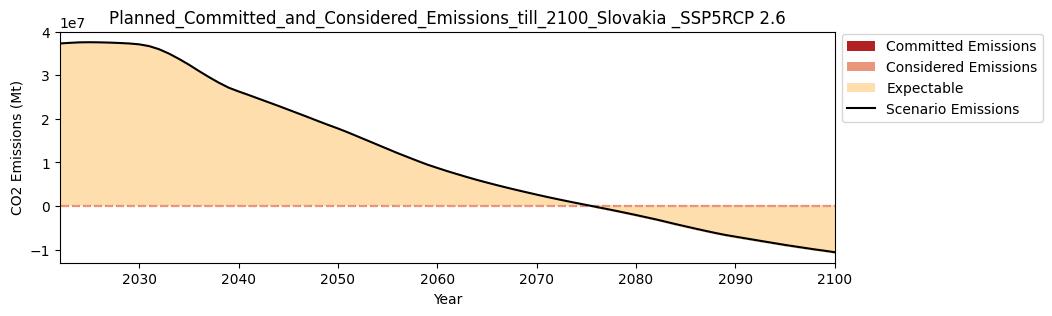 Planned_Committed_and_Considered_Emissions_till_2100_Slovakia _SSP5RCP 2.6
1e7
4
3
2
1
0
−1
CO2 Emissions (Mt)
2030 2040 2050 2060 2070 2080 2090 2100
Year
Committed Emissions
Considered Emissions
Expectable
Scenario Emissions